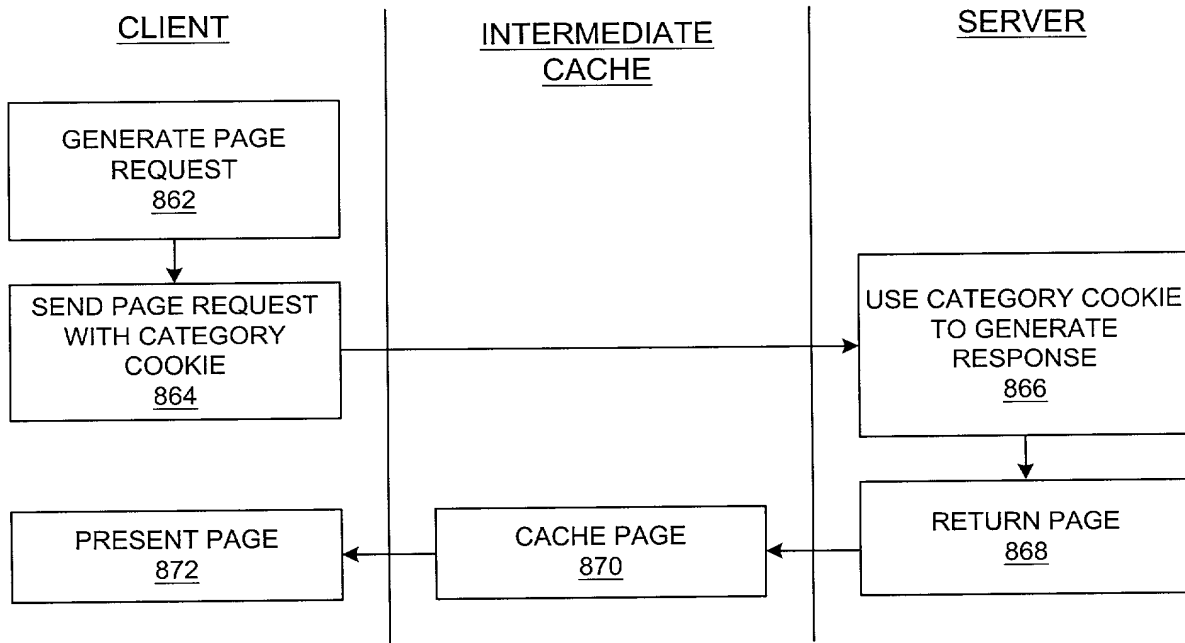 CLIENT
INTERMEDIATE
CACHE
SERVER
GENERATE PAGE
REQUEST
862
SEND PAGE REQUEST
WITH CATEGORY
COOKIE
864
USE CATEGORY COOKIE
TO GENERATE
RESPONSE
866
RETURN PAGE
868
CACHE PAGE
870
PRESENT PAGE
872